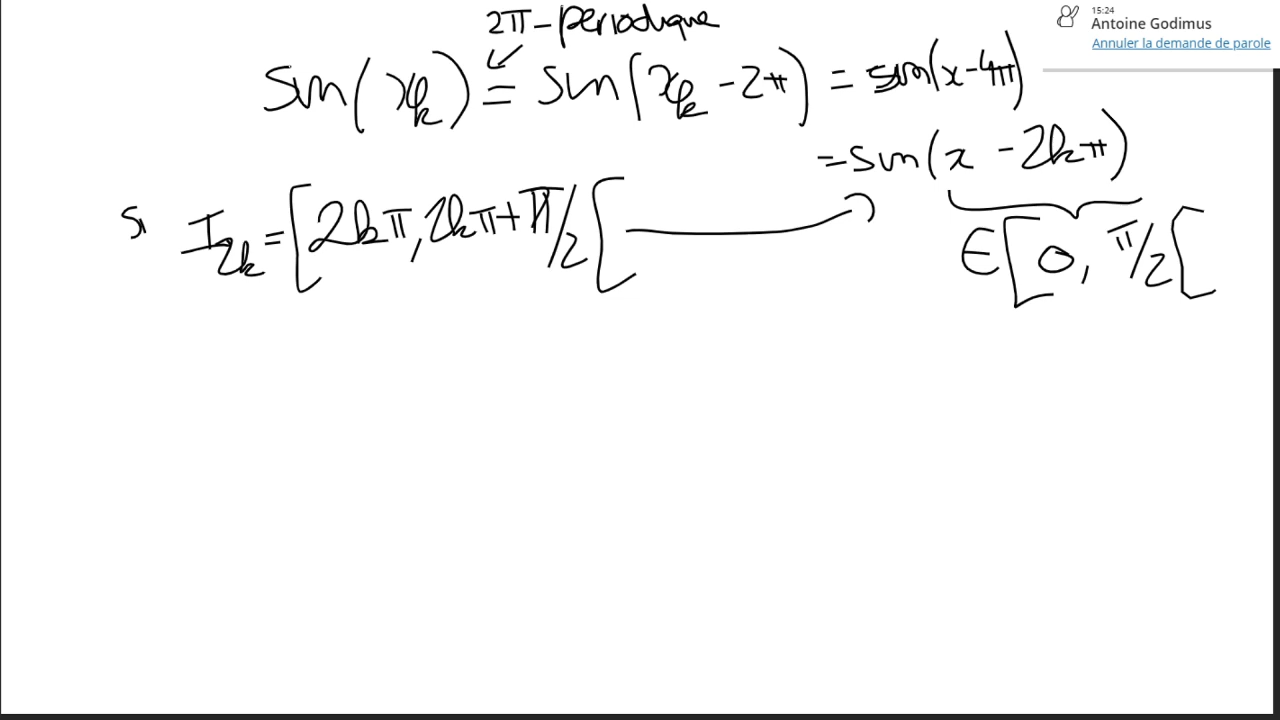 15:24
Antoine Godimus
Annuler la demande de parole
2π-periodique
sin(x_k) = sin(x_k - 2π) = sin(x-4π)
= sin(x - 2kπ)
Si I_2k = [2kπ, 2kπ+π/2[
∈ [0, π/2[